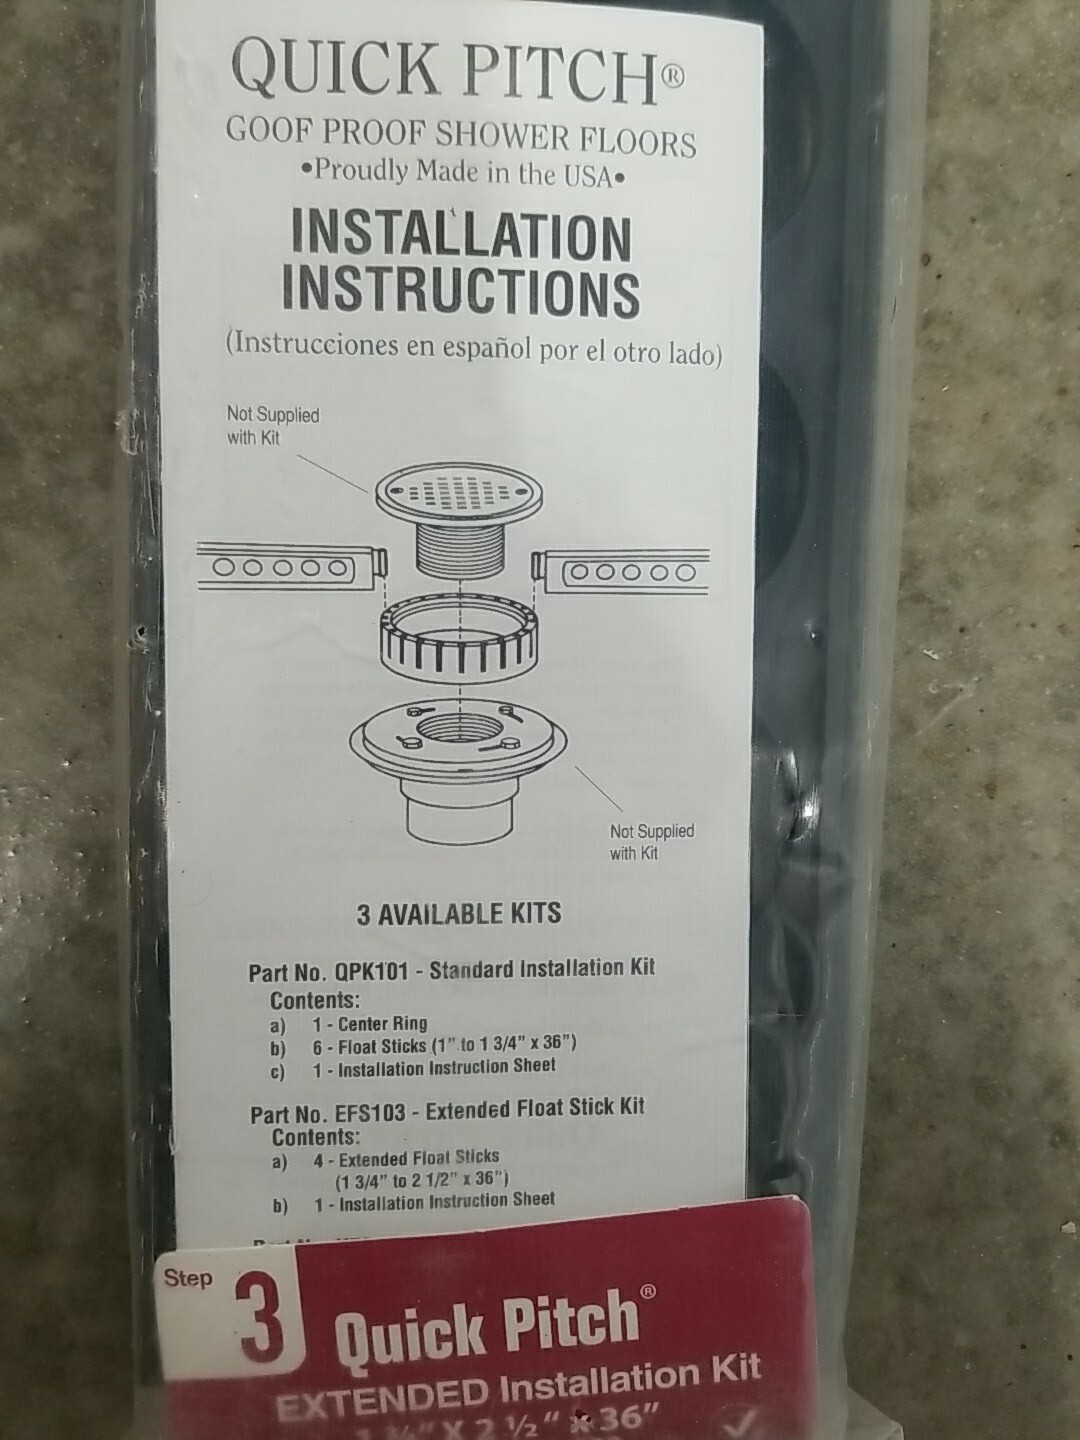 QUICK PITCH®
GOOF PROOF SHOWER FLOORS
•Proudly Made in the USA•
INSTALLATION
INSTRUCTIONS
(Instrucciones en español por el otro lado)
Not Supplied
with Kit
Not Supplied
with Kit
3 AVAILABLE KITS
Part No. QPK101 - Standard Installation Kit
Contents:
a) 1 - Center Ring
b) 6 - Float Sticks (1" to 1 3/4" x 36")
c) 1 - Installation Instruction Sheet
Part No. EFS103 - Extended Float Stick Kit
Contents:
a) 4 - Extended Float Sticks
(1 3/4" to 2 1/2" x 36")
b) 1 - Installation Instruction Sheet
Step 3
Quick Pitch®
EXTENDED Installation Kit
X 2 1/2" x 36"